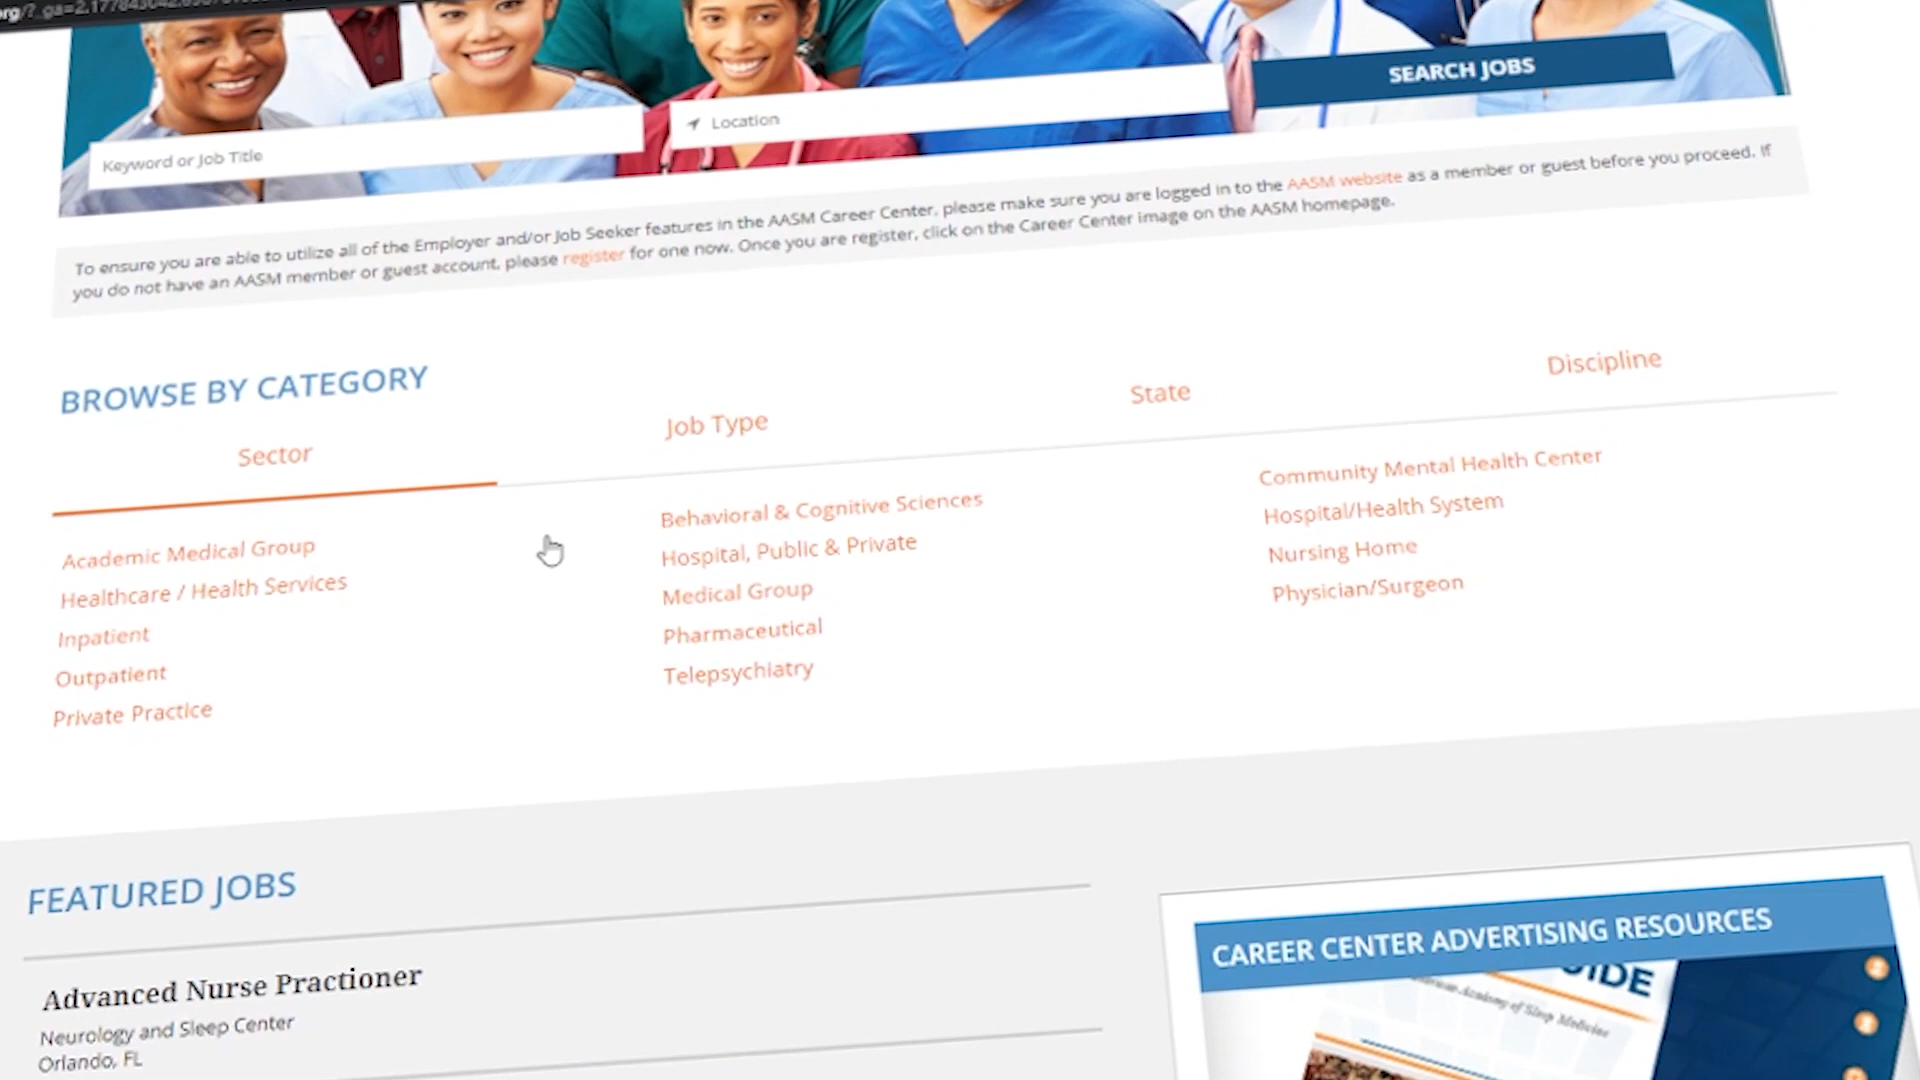 Keyword or Job Title
Location
SEARCH JOBS
To ensure you are able to utilize all of the Employer and/or Job Seeker features in the AASM Career Center, please make sure you are logged in to the AASM website as a member or guest before you proceed. If
you do not have an AASM member or guest account, please register for one now. Once you are register, click on the Career Center image on the AASM homepage.
BROWSE BY CATEGORY
Sector
Job Type
State
Discipline
Academic Medical Group
Healthcare / Health Services
Inpatient
Outpatient
Private Practice
Behavioral & Cognitive Sciences
Hospital, Public & Private
Medical Group
Pharmaceutical
Telepsychiatry
Community Mental Health Center
Hospital/Health System
Nursing Home
Physician/Surgeon
FEATURED JOBS
Advanced Nurse Practioner
Neurology and Sleep Center
Orlando, FL
CAREER CENTER ADVERTISING RESOURCES
Academy of Sleep Medicine